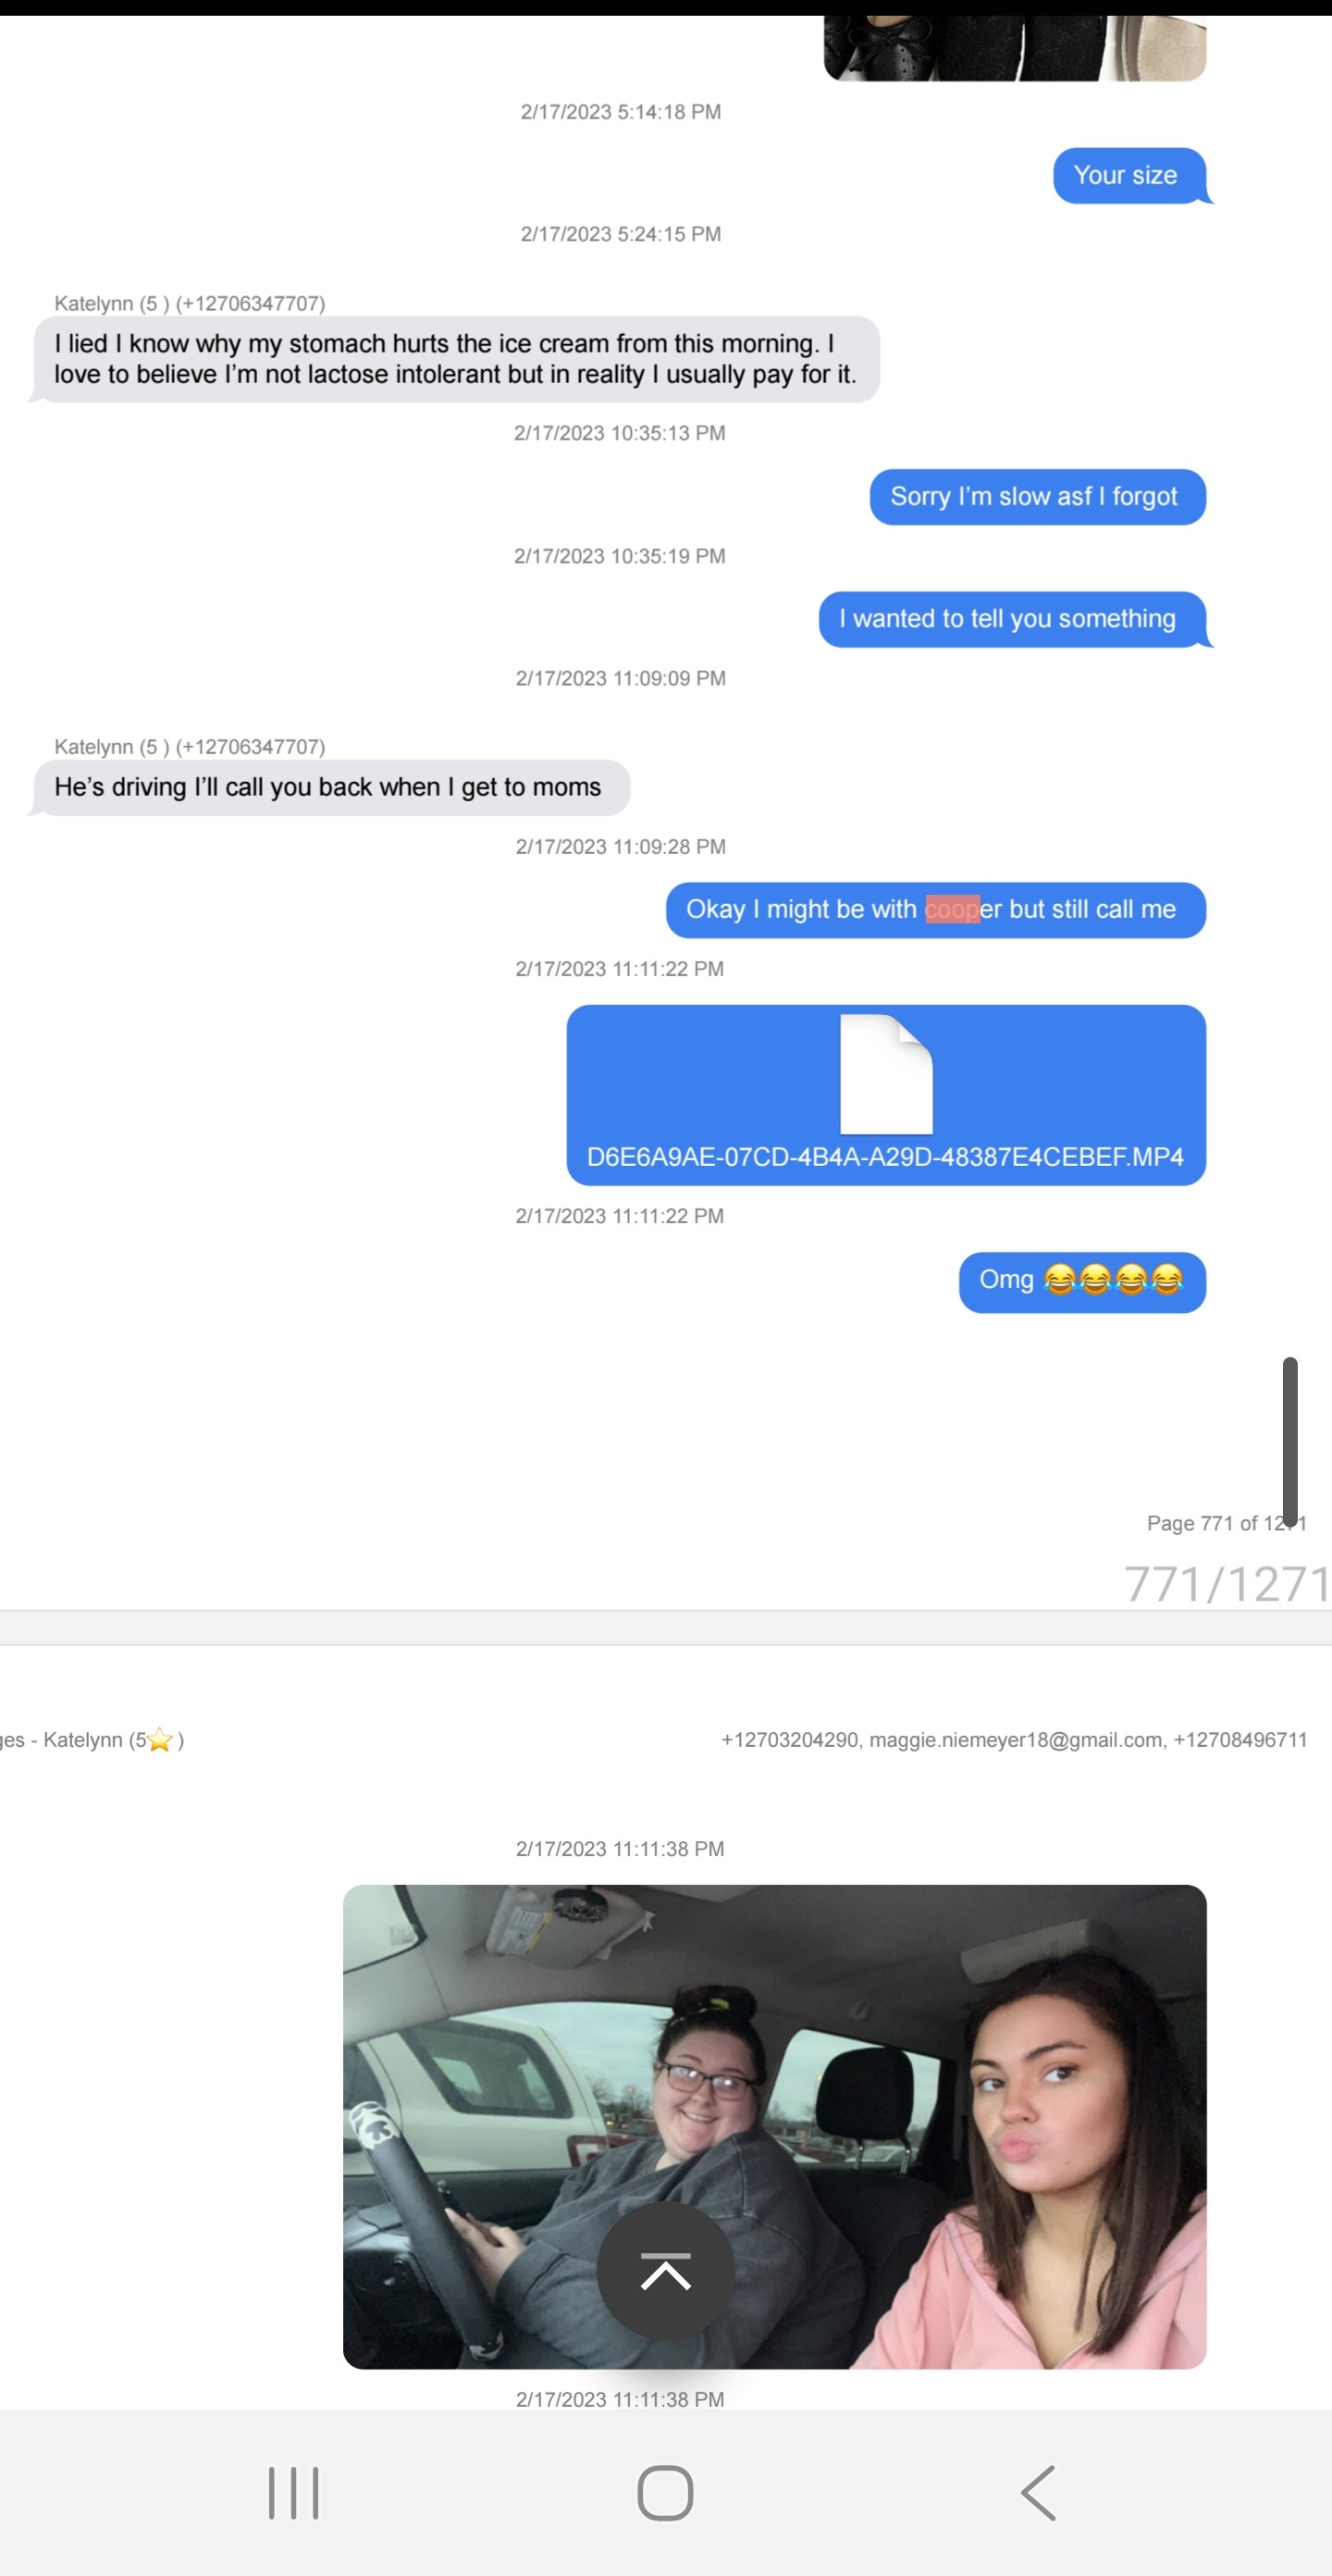 2/17/2023 5:14:18 PM
Your size
2/17/2023 5:24:15 PM
Katelynn (5 ) (+12706347707)
I lied I know why my stomach hurts the ice cream from this morning. I
love to believe I’m not lactose intolerant but in reality I usually pay for it.
2/17/2023 10:35:13 PM
Sorry I’m slow asf I forgot
2/17/2023 10:35:19 PM
I wanted to tell you something
2/17/2023 11:09:09 PM
Katelynn (5 ) (+12706347707)
He’s driving I’ll call you back when I get to moms
2/17/2023 11:09:28 PM
Okay I might be with cooper but still call me
2/17/2023 11:11:22 PM
D6E6A9AE-07CD-4B4A-A29D-48387E4CEBEF.MP4
2/17/2023 11:11:22 PM
Omg 😂😂😂😂
Page 771 of 1271
771/1271
ges - Katelynn (5⭐ )
+12703204290, maggie.niemeyer18@gmail.com, +12708496711
2/17/2023 11:11:38 PM
2/17/2023 11:11:38 PM